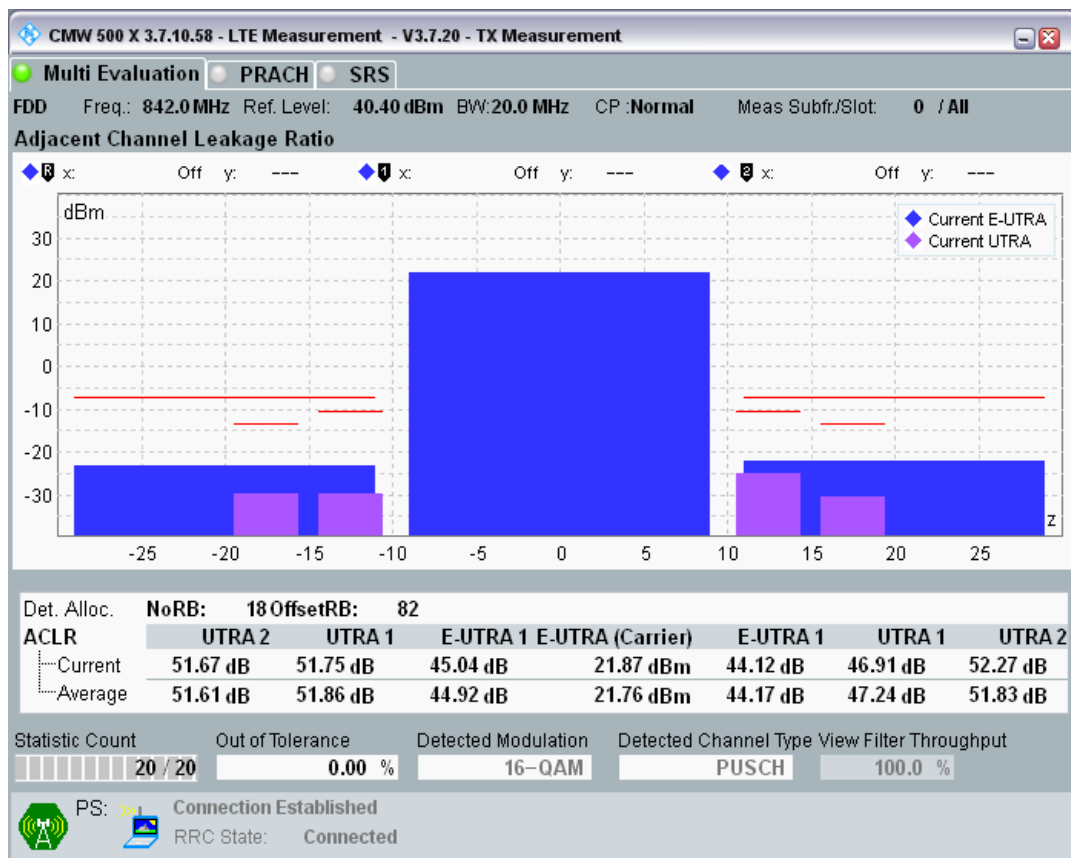 CMW 500 X 3.7.10.58 - LTE Measurement - V3.7.20 - TX Measurement
Multi Evaluation PRACH SRS
FDD Freq.: 842.0 MHz Ref. Level: 40.40 dBm BW:20.0 MHz CP :Normal Meas Subfr./Slot: 0 / All
Adjacent Channel Leakage Ratio
R x: Off y: --- 1 x: Off y: --- 2 x: Off y: ---
dBm
Current E-UTRA
Current UTRA
30
20
10
0
-10
-20
-30
z
-25 -20 -15 -10 -5 0 5 10 15 20 25
Det. Alloc. NoRB: 18 OffsetRB: 82
ACLR UTRA 2 UTRA 1 E-UTRA 1 E-UTRA (Carrier) E-UTRA 1 UTRA 1 UTRA 2
Current 51.67 dB 51.75 dB 45.04 dB 21.87 dBm 44.12 dB 46.91 dB 52.27 dB
Average 51.61 dB 51.86 dB 44.92 dB 21.76 dBm 44.17 dB 47.24 dB 51.83 dB
Statistic Count Out of Tolerance Detected Modulation Detected Channel Type View Filter Throughput
20 / 20 0.00 % 16-QAM PUSCH 100.0 %
PS: Connection Established
RRC State: Connected